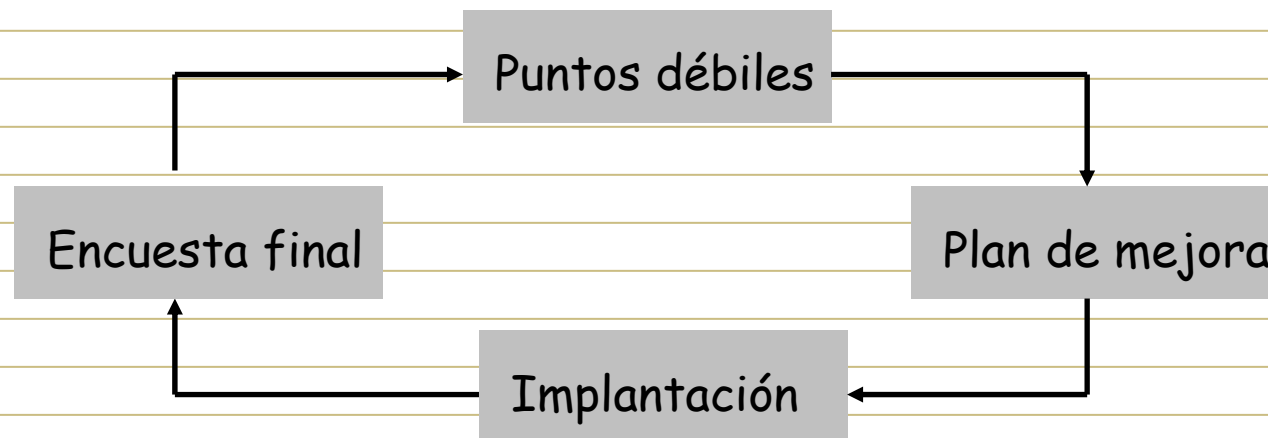 Puntos débiles
Encuesta final
Plan de mejora
Implantación